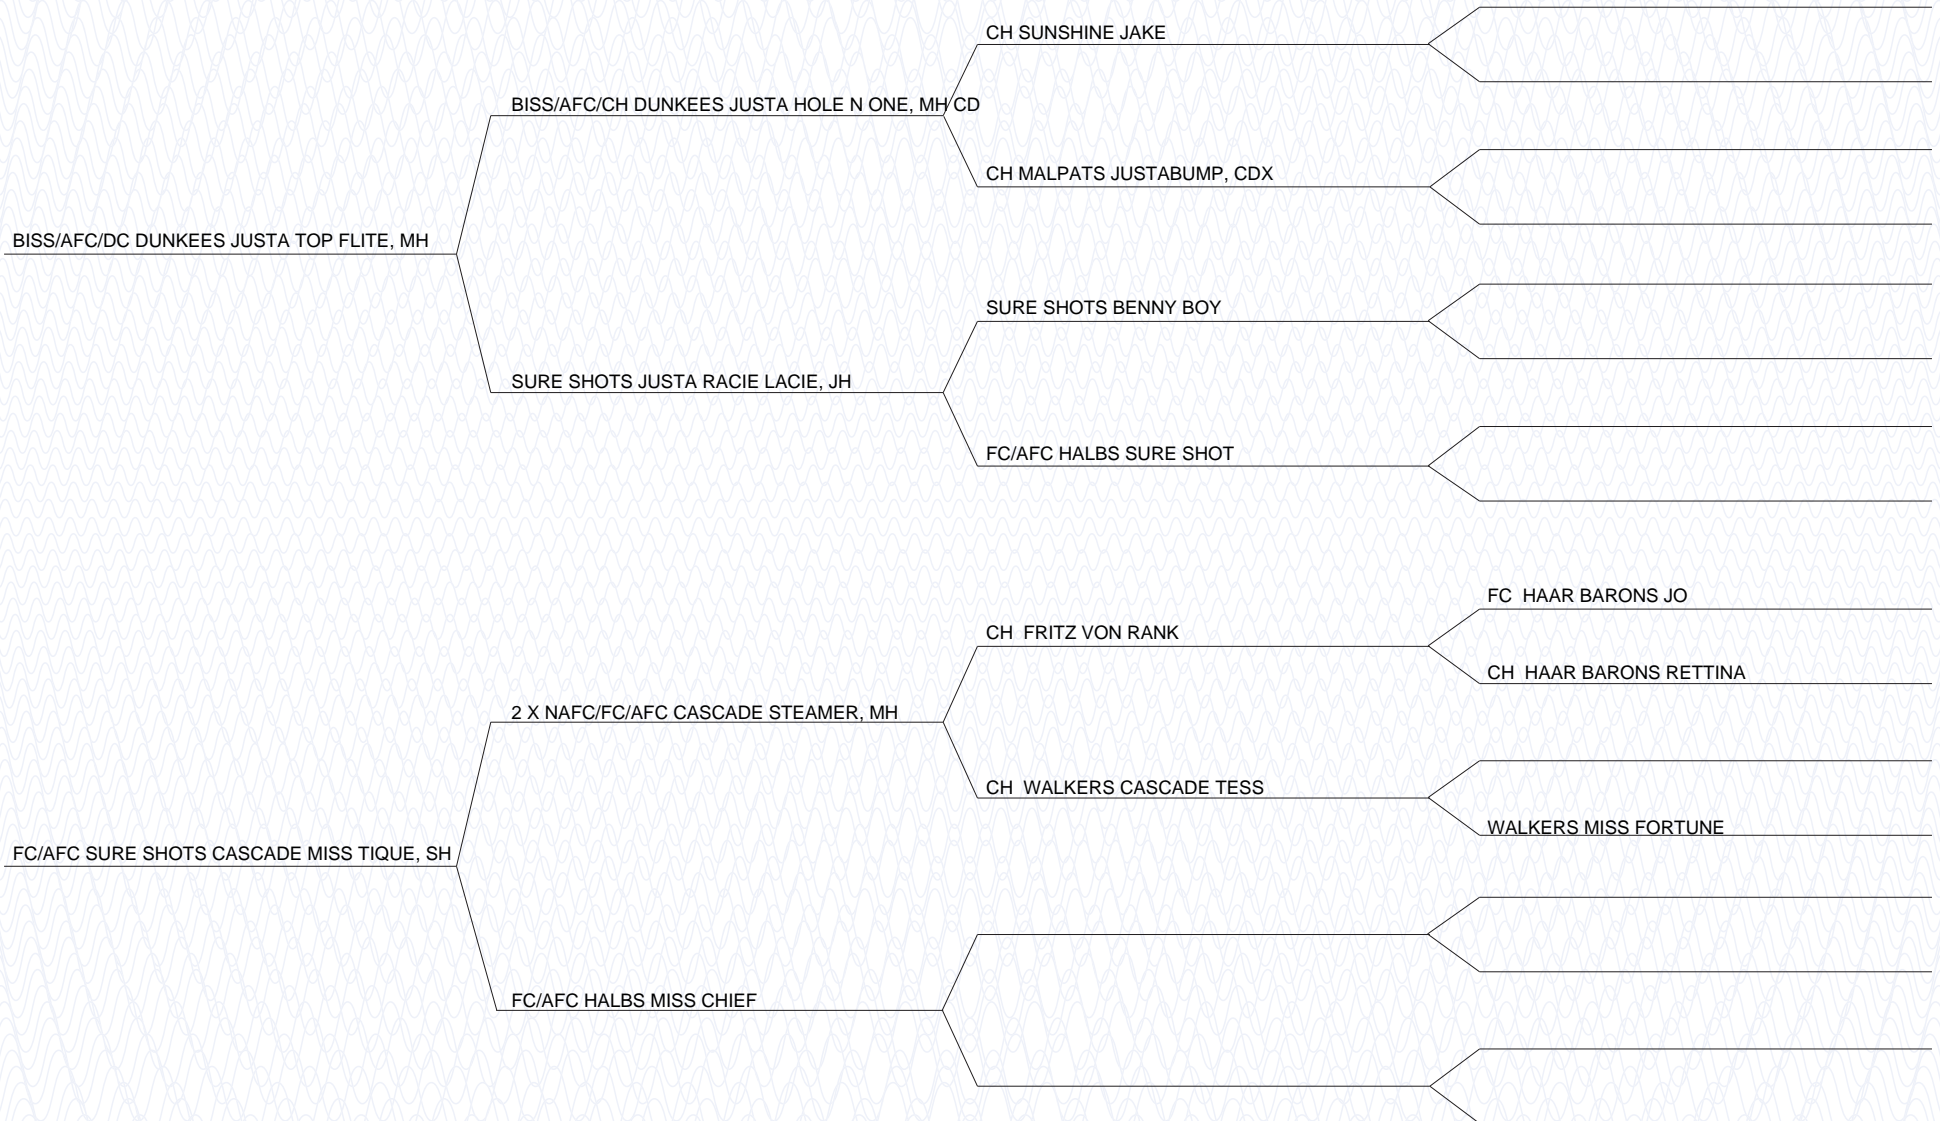 CH SUNSHINE JAKE
BISS/AFC/CH DUNKEES JUSTA HOLE N ONE, MH CD
CH MALPATS JUSTABUMP, CDX
BISS/AFC/DC DUNKEES JUSTA TOP FLITE, MH
SURE SHOTS BENNY BOY
SURE SHOTS JUSTA RACIE LACIE, JH
FC/AFC HALBS SURE SHOT
FC  HAAR BARONS JO
CH  FRITZ VON RANK
CH  HAAR BARONS RETTINA
2 X NAFC/FC/AFC CASCADE STEAMER, MH
CH  WALKERS CASCADE TESS
WALKERS MISS FORTUNE
FC/AFC SURE SHOTS CASCADE MISS TIQUE, SH
FC/AFC HALBS MISS CHIEF